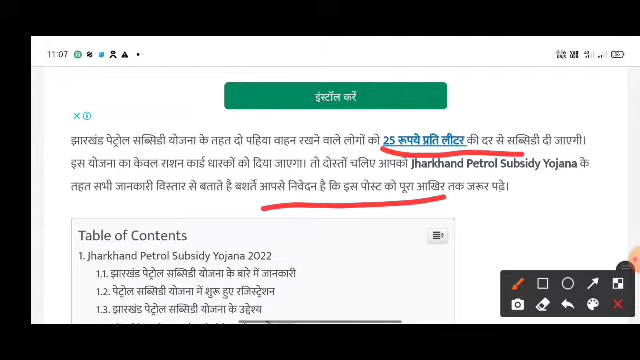 11:07
इंस्टॉल करें
झारखंड पेट्रोल सब्सिडी योजना के तहत दो पहिया वाहन रखने वाले लोगों को 25 रूपये प्रति लीटर की दर से सब्सिडी दी जाएगी।
इस योजना का केवल राशन कार्ड धारकों को दिया जाएगा। तो दोस्तों चलिए आपको Jharkhand Petrol Subsidy Yojana के
तहत सभी जानकारी विस्तार से बताते है बशर्ते आपसे निवेदन है कि इस पोस्ट को पूरा आखिर तक जरूर पढ़े।
Table of Contents
1. Jharkhand Petrol Subsidy Yojana 2022
1.1. झारखंड पेट्रोल सब्सिडी योजना के बारे में जानकारी
1.2. पेट्रोल सब्सिडी योजना में शुरू हुए रजिस्ट्रेशन
1.3. झारखंड पेट्रोल सब्सिडी योजना के उद्देश्य